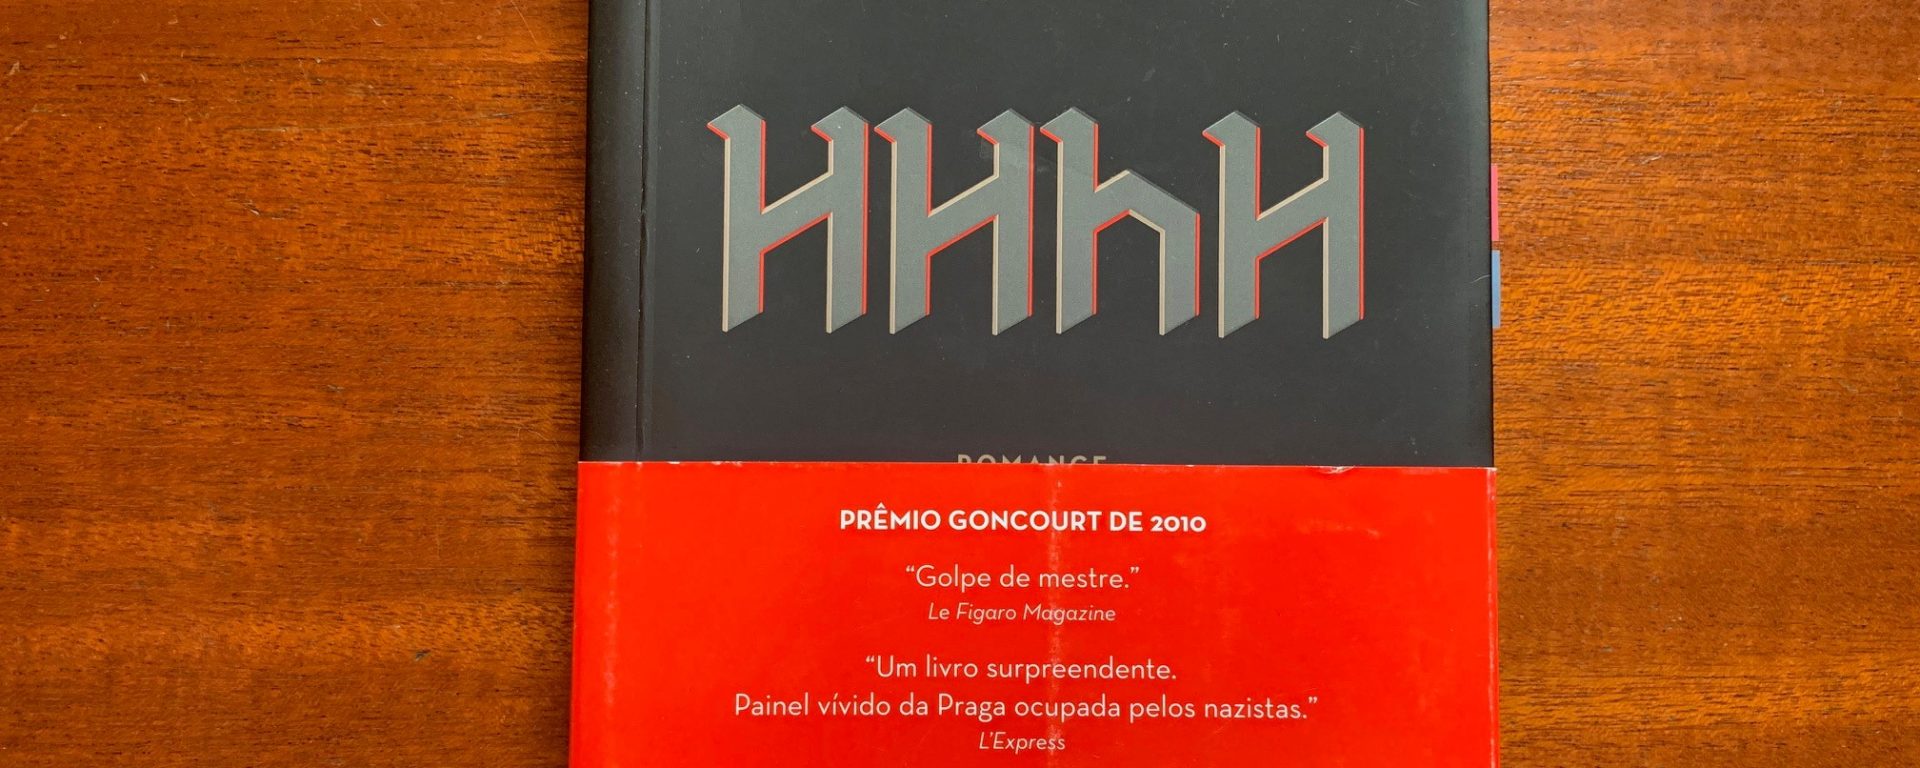 HHhH
ROMANCE
PRÊMIO GONCOURT DE 2010
“Golpe de mestre.”
Le Figaro Magazine
“Um livro surpreendente.
Painel vívido da Praga ocupada pelos nazistas.”
L’Express